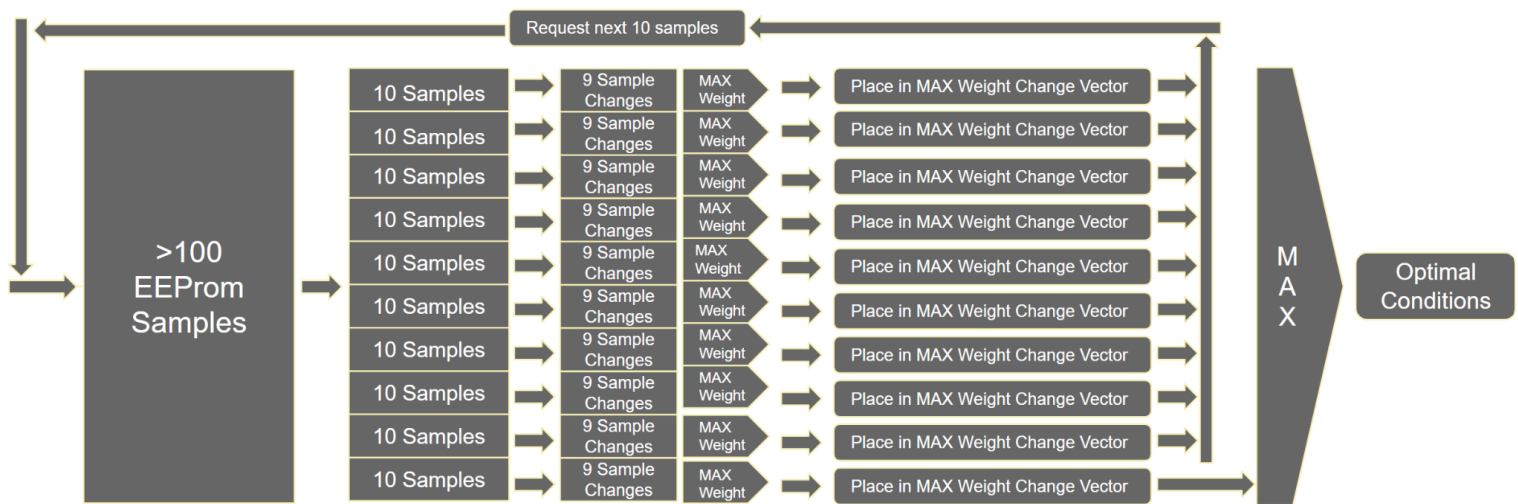 Request next 10 samples
>100
EEProm
Samples
10 Samples
9 Sample
Changes
MAX
Weight
Place in MAX Weight Change Vector
10 Samples
9 Sample
Changes
MAX
Weight
Place in MAX Weight Change Vector
10 Samples
9 Sample
Changes
MAX
Weight
Place in MAX Weight Change Vector
10 Samples
9 Sample
Changes
MAX
Weight
Place in MAX Weight Change Vector
10 Samples
9 Sample
Changes
MAX
Weight
Place in MAX Weight Change Vector
10 Samples
9 Sample
Changes
MAX
Weight
Place in MAX Weight Change Vector
10 Samples
9 Sample
Changes
MAX
Weight
Place in MAX Weight Change Vector
10 Samples
9 Sample
Changes
MAX
Weight
Place in MAX Weight Change Vector
10 Samples
9 Sample
Changes
MAX
Weight
Place in MAX Weight Change Vector
10 Samples
9 Sample
Changes
MAX
Weight
Place in MAX Weight Change Vector
M
A
X
Optimal
Conditions